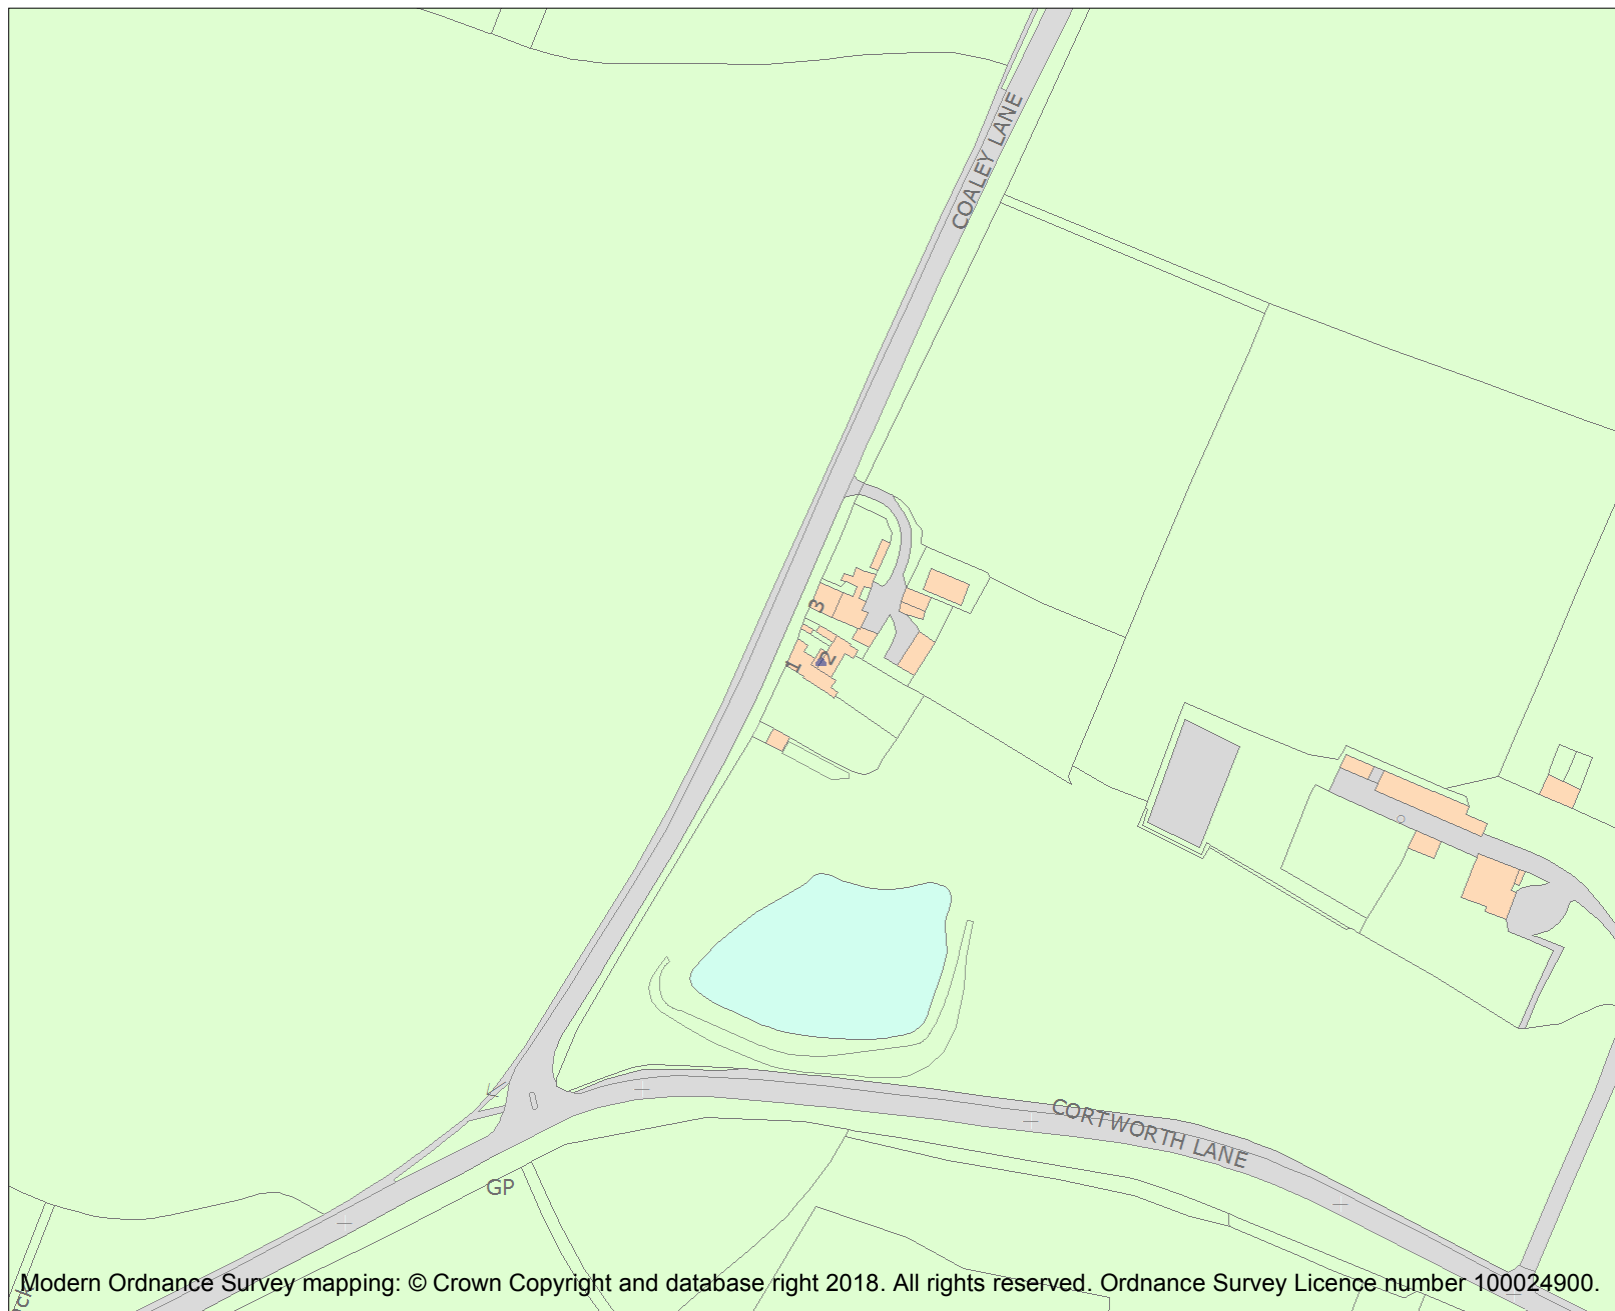 COALEY LANE
3
1
2
CORTWORTH LANE
GP
Modern Ordnance Survey mapping: © Crown Copyright and database right 2018. All rights reserved. Ordnance Survey Licence number 100024900.